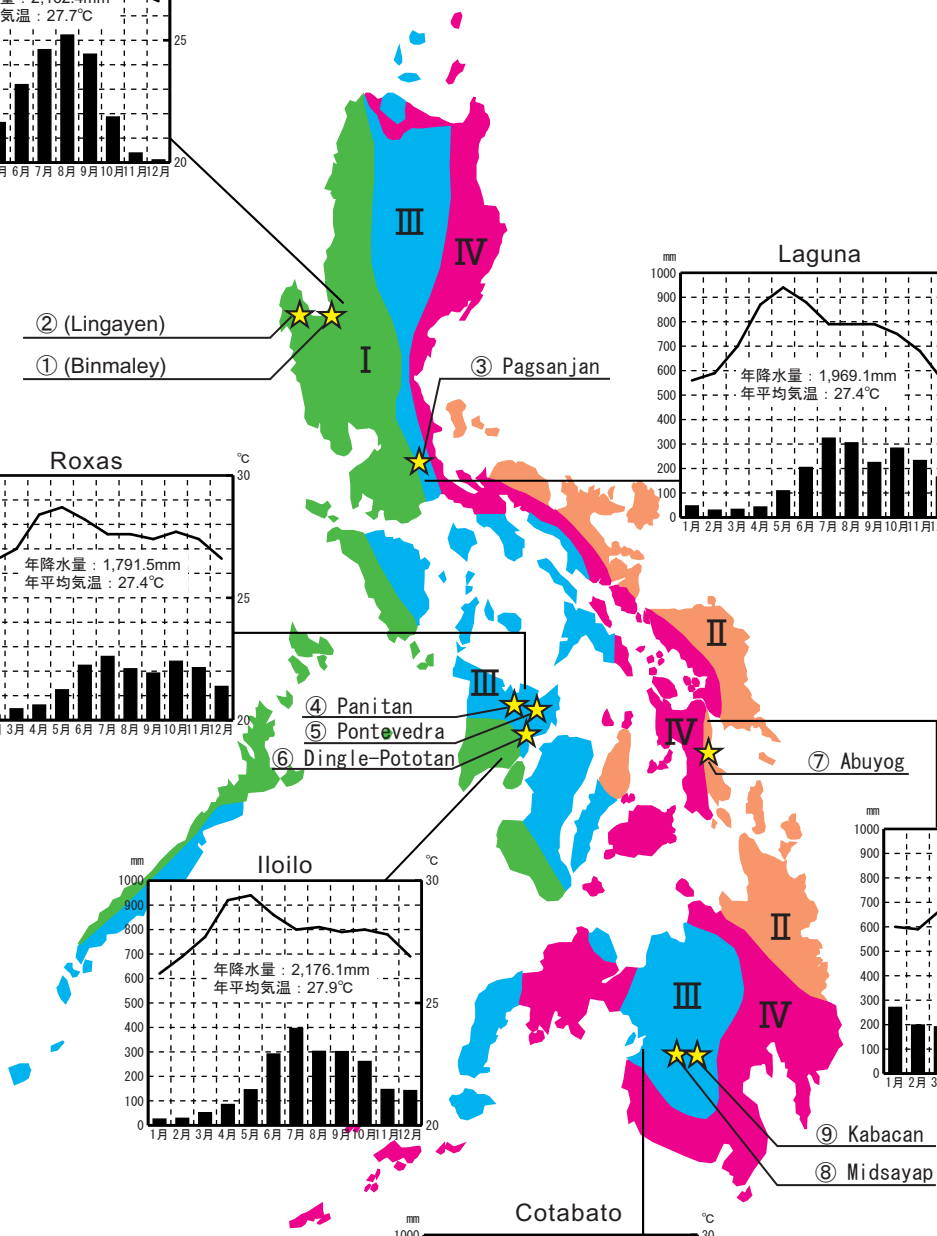 気温：27.7℃
25
20
6月 7月 8月 9月 10月 11月 12月
Ⅲ
Ⅳ
Ⅰ
② (Lingayen)
① (Binmaley)
③ Pagsanjan
Laguna
mm
1000
900
800
700
600
500
400
300
200
100
0
年降水量：1,969.1mm
年平均気温：27.4℃
1月 2月 3月 4月 5月 6月 7月 8月 9月 10月 11月
Roxas
℃
30
25
20
年降水量：1,791.5mm
年平均気温：27.4℃
3月 4月 5月 6月 7月 8月 9月 10月 11月 12月
Ⅱ
Ⅲ
④ Panitan
⑤ Pontevedra
⑥ Dingle-Pototan
Ⅳ
⑦ Abuyog
mm
1000
900
800
700
600
500
400
300
200
100
0
1月 2月
Iloilo
mm
℃
1000
900
800
700
600
500
400
300
200
100
0
30
25
20
年降水量：2,176.1mm
年平均気温：27.9℃
1月 2月 3月 4月 5月 6月 7月 8月 9月 10月 11月 12月
Ⅱ
Ⅲ
Ⅳ
⑨ Kabacan
⑧ Midsayap
Cotabato
mm
℃
1000
30